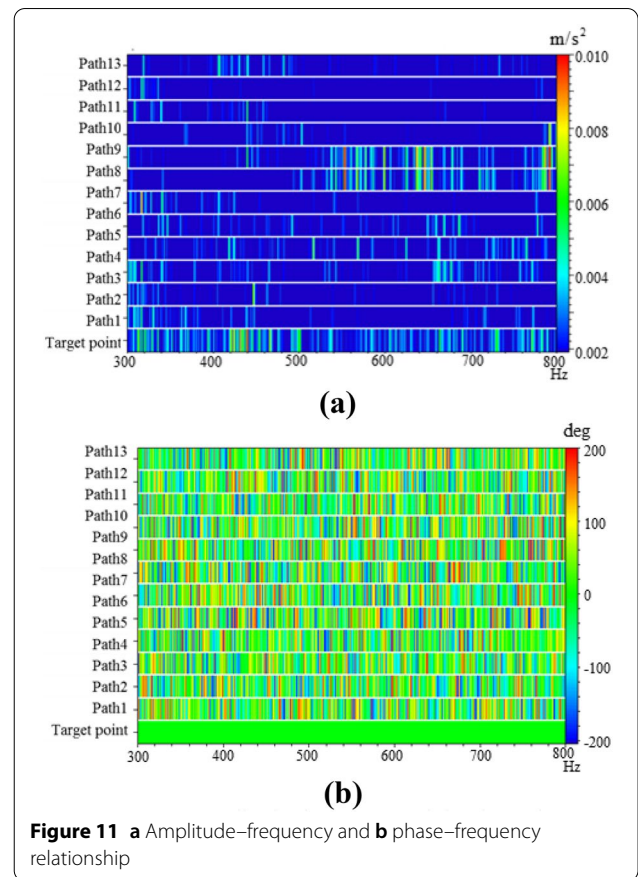 m/s²
0.010
Path13
Path12
0.008
Path11
Path10
Path9
0.006
Path8
Path7
Path6
Path5
0.004
Path4
Path3
Path2
Path1
0.002
Target point
300 400 500 600 700 800
Hz
(a)
deg
Path13
200
Path12
Path11
100
Path10
Path9
Path8
0
Path7
Path6
Path5
-100
Path4
Path3
Path2
Path1
-200
Target point
300 400 500 600 700 800
Hz
(b)
Figure 11 a Amplitude–frequency and b phase–frequency
relationship